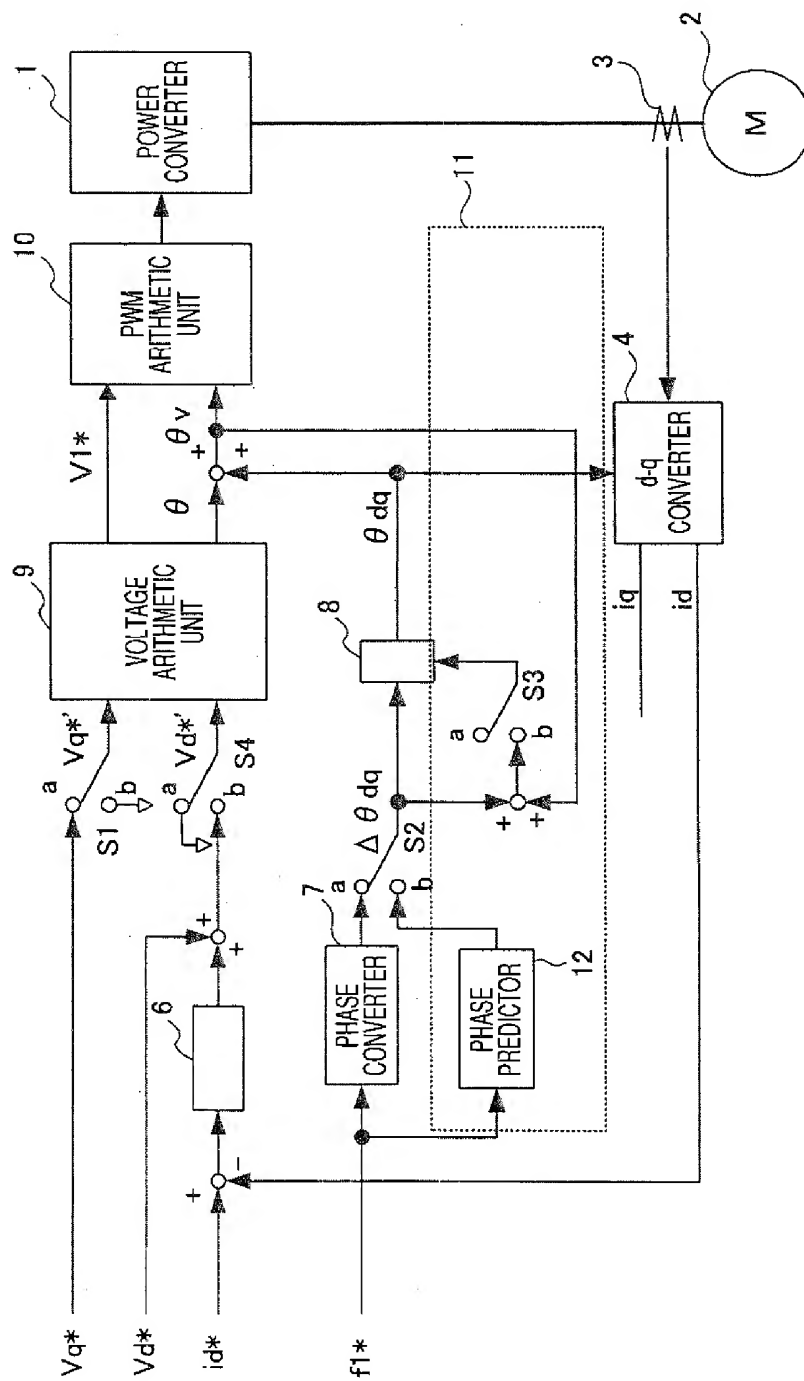 1
POWER
CONVERTER
10
PWM
ARITHMETIC
UNIT
3
2
M
V1*
θv
+
+
θ
9
VOLTAGE
ARITHMETIC
UNIT
Vq*'
a
b
S1
Vd*'
a
b
S4
Vq*
Vd*
+
+
6
id*
+
−
f1*
7
PHASE
CONVERTER
a
b
S2
Δθdq
8
θdq
11
a
b
S3
+
+
PHASE
PREDICTOR
12
4
d-q
CONVERTER
iq
id